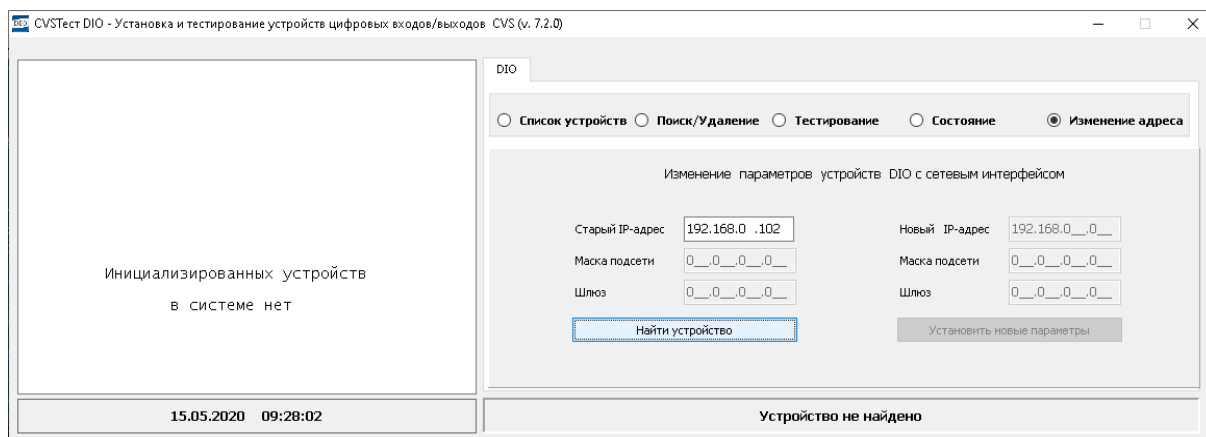 DIO CVSТест DIO - Установка и тестирование устройств цифровых входов/выходов CVS (v. 7.2.0)
DIO
Список устройств Поиск/Удаление Тестирование Состояние Изменение адреса
Изменение параметров устройств DIO с сетевым интерфейсом
Старый IP-адрес 192.168.0 .102 Новый IP-адрес 192.168.0__.0__
Маска подсети 0__.0__.0__.0__ Маска подсети 0__.0__.0__.0__
Шлюз 0__.0__.0__.0__ Шлюз 0__.0__.0__.0__
Найти устройство Установить новые параметры
Инициализированных устройств
в системе нет
15.05.2020 09:28:02 Устройство не найдено